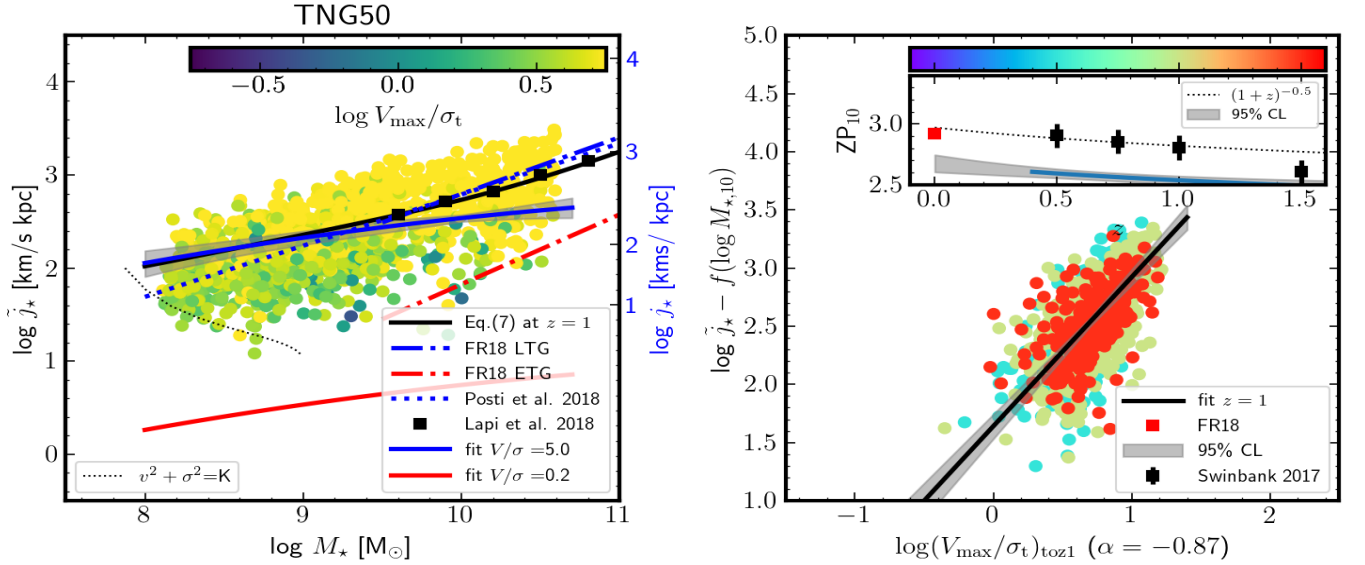 TNG50
−0.5 0.0 0.5
log V_max/σ_t
4
3
2
1
0
log j̃⋆ [km/s kpc]
4
3
2
1
log j⋆ [kms/ kpc]
Eq.(7) at z = 1
FR18 LTG
FR18 ETG
Posti et al. 2018
Lapi et al. 2018
fit V/σ =5.0
fit V/σ =0.2
v² + σ²=K
8 9 10 11
log M⋆ [M⊙]
5.0
4.5
4.0
3.5
3.0
2.5
2.0
1.5
1.0
log j̃⋆ − f(log M⋆,10)
ZP₁₀
3.0
2.5
(1 + z)^−0.5
95% CL
0.0 0.5 1.0 1.5
z
fit z = 1
FR18
95% CL
Swinbank 2017
−1 0 1 2
log(V_max/σ_t)_toz1 (α = −0.87)